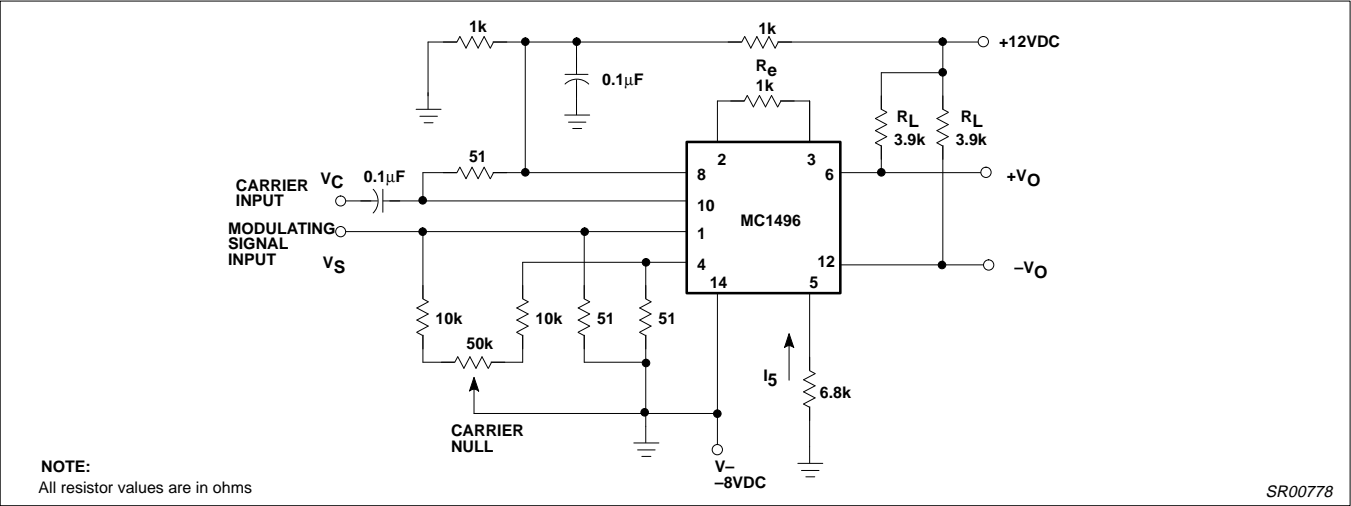 1k
1k
+12VDC
0.1μF
Re
1k
RL
3.9k
RL
3.9k
2
3
51
8
6
+VO
CARRIER
INPUT
VC
0.1μF
10
MC1496
MODULATING
SIGNAL
INPUT
VS
1
4
12
–VO
14
5
10k
10k
51
51
50k
I5
6.8k
CARRIER
NULL
V–
–8VDC
NOTE:
All resistor values are in ohms
SR00778